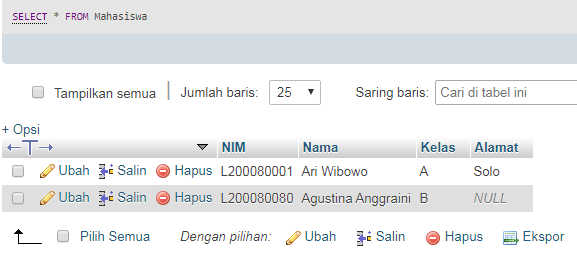 SELECT * FROM Mahasiswa
Tampilkan semua Jumlah baris: 25 Saring baris: Cari di tabel ini
+ Opsi
NIM Nama Kelas Alamat
Ubah Salin Hapus L200080001 Ari Wibowo A Solo
Ubah Salin Hapus L200080080 Agustina Anggraini B NULL
Pilih Semua Dengan pilihan: Ubah Salin Hapus Ekspor